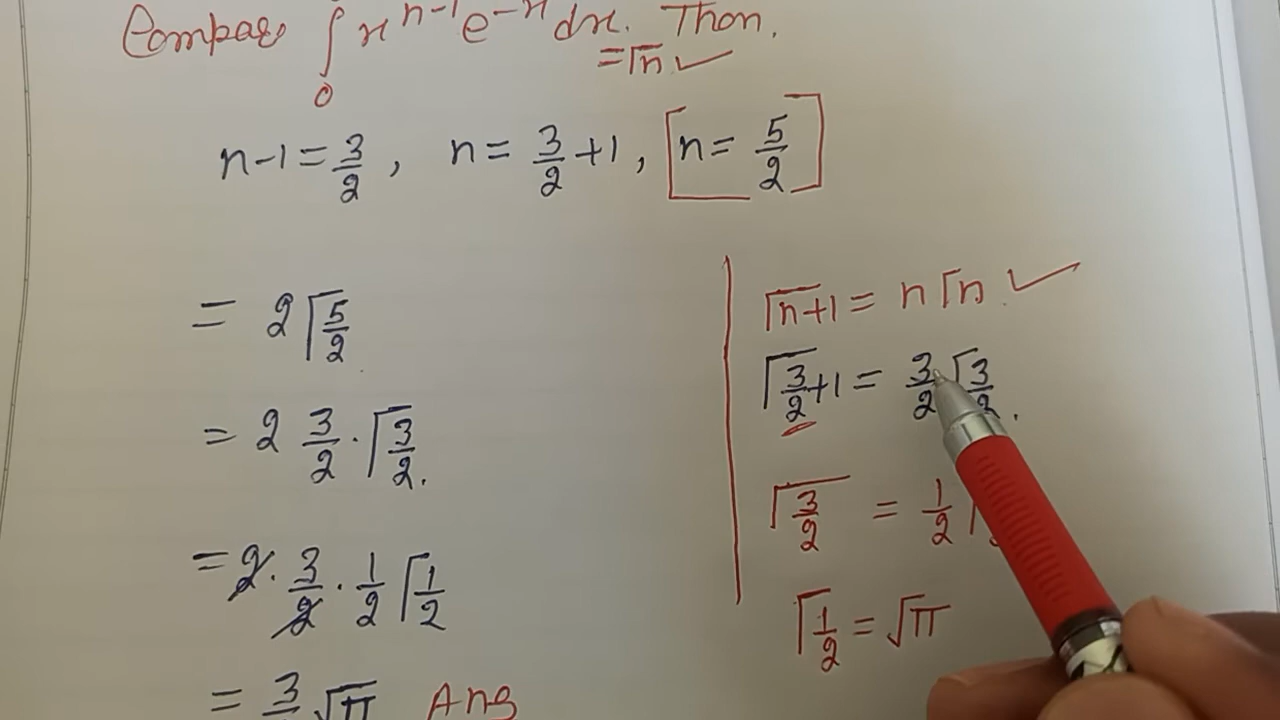 Compare ∫₀ x^(n-1) e^(-x) dx. Then,
= Γn ✓
n-1 = 3/2 , n = 3/2 + 1 , [n = 5/2]
= 2 Γ5/2
= 2 3/2 . Γ3/2.
= 2 . 3/2 . 1/2 Γ1/2
= 3/ √π Ans
Γn+1 = n Γn. ✓
Γ3/2+1 = 3/2 Γ3/2.
Γ3/2 = 1/2 Γ
Γ1/2 = √π